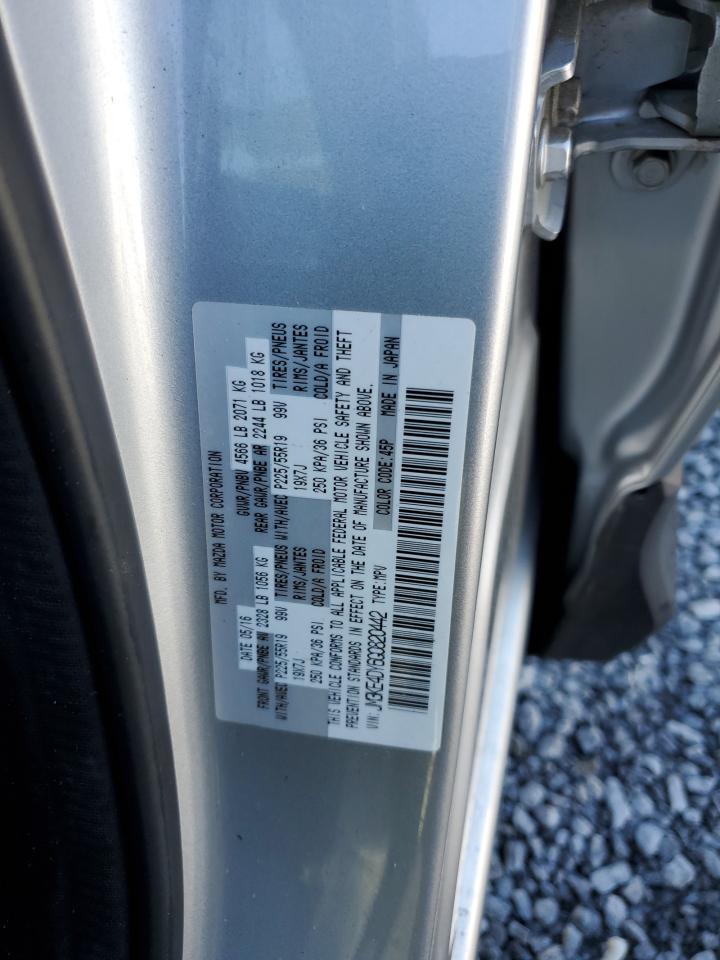 MFD. BY MAZDA MOTOR CORPORATION
DATE 05/16 GVWR/PNBV 4566 LB 2071 KG
FRONT GAWR/PNBE AV 2328 LB 1056 KG REAR GAWR/PNBE AR 2244 LB 1018 KG
WITH/AVEC P225/55R19 99V TIRES/PNEUS WITH/AVEC P225/55R19 99V TIRES/PNEUS
19X7J RIMS/JANTES 19X7J RIMS/JANTES
250 KPA/36 PSI COLD/A FROID 250 KPA/36 PSI COLD/A FROID
THIS VEHICLE CONFORMS TO ALL APPLICABLE FEDERAL MOTOR VEHICLE SAFETY AND THEFT
PREVENTION STANDARDS IN EFFECT ON THE DATE OF MANUFACTURE SHOWN ABOVE.
VIN: JM3KE4DY6G0820442 TYPE:MPV COLOR CODE:45P MADE IN JAPAN